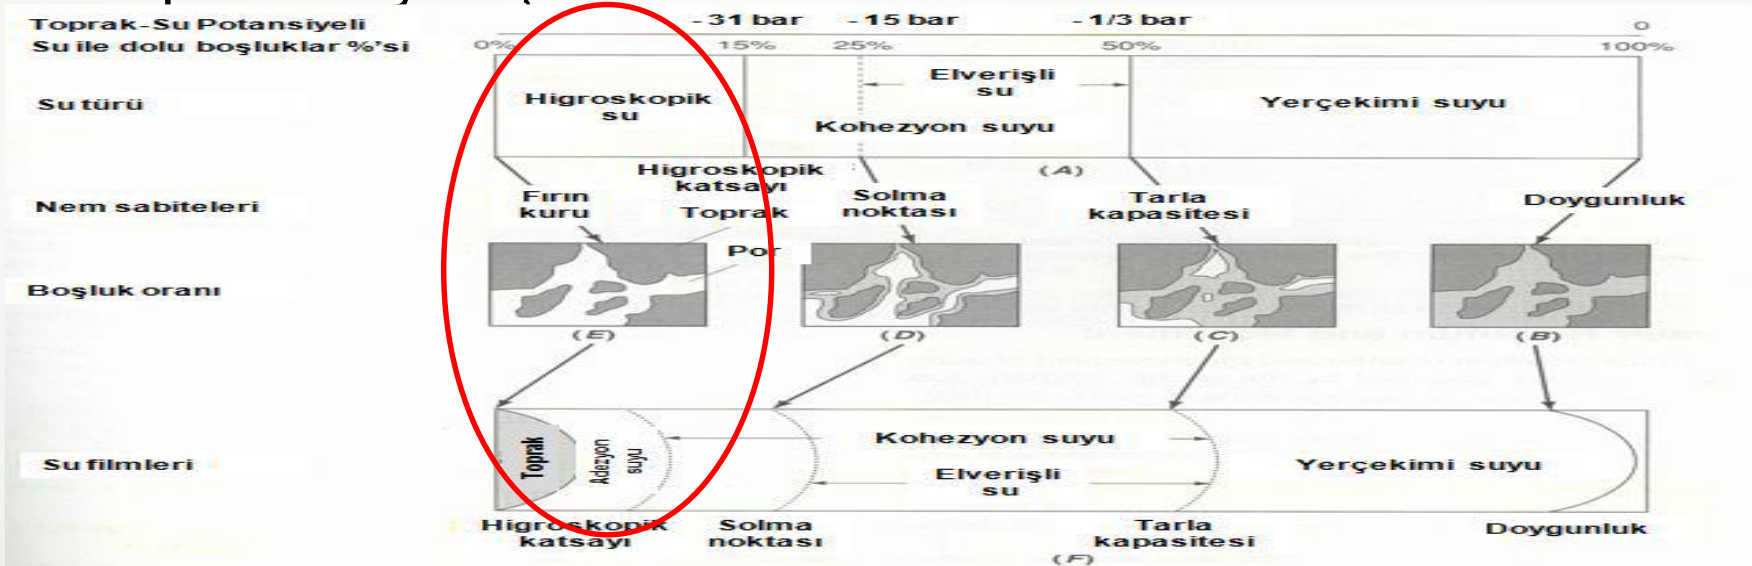 Toprak-Su Potansiyeli -31 bar -15 bar -1/3 bar 0
Su ile dolu boşluklar %'si 0% 15% 25% 50% 100%
Su türü
Higroskopik
su
Elverişli
su
Kohezyon suyu
Yerçekimi suyu
Higroskopik
katsayı
(A)
Nem sabiteleri
Fırın
kuru
Toprak
Solma
noktası
Tarla
kapasitesi
Doygunluk
Por
Boşluk oranı
(E) (D) (C) (B)
Su filmleri
Toprak
Adezyon
suyu
Kohezyon suyu
Elverişli
su
Yerçekimi suyu
Higroskopik
katsayı
Solma
noktası
Tarla
kapasitesi
Doygunluk
(F)